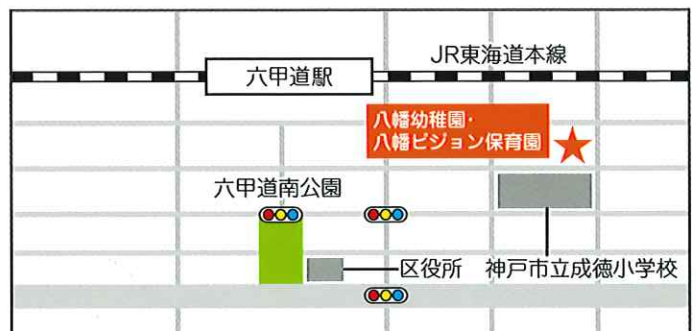 JR東海道本線
六甲道駅
八幡幼稚園・
八幡ピジョン保育園
六甲道南公園
区役所
神戸市立成徳小学校